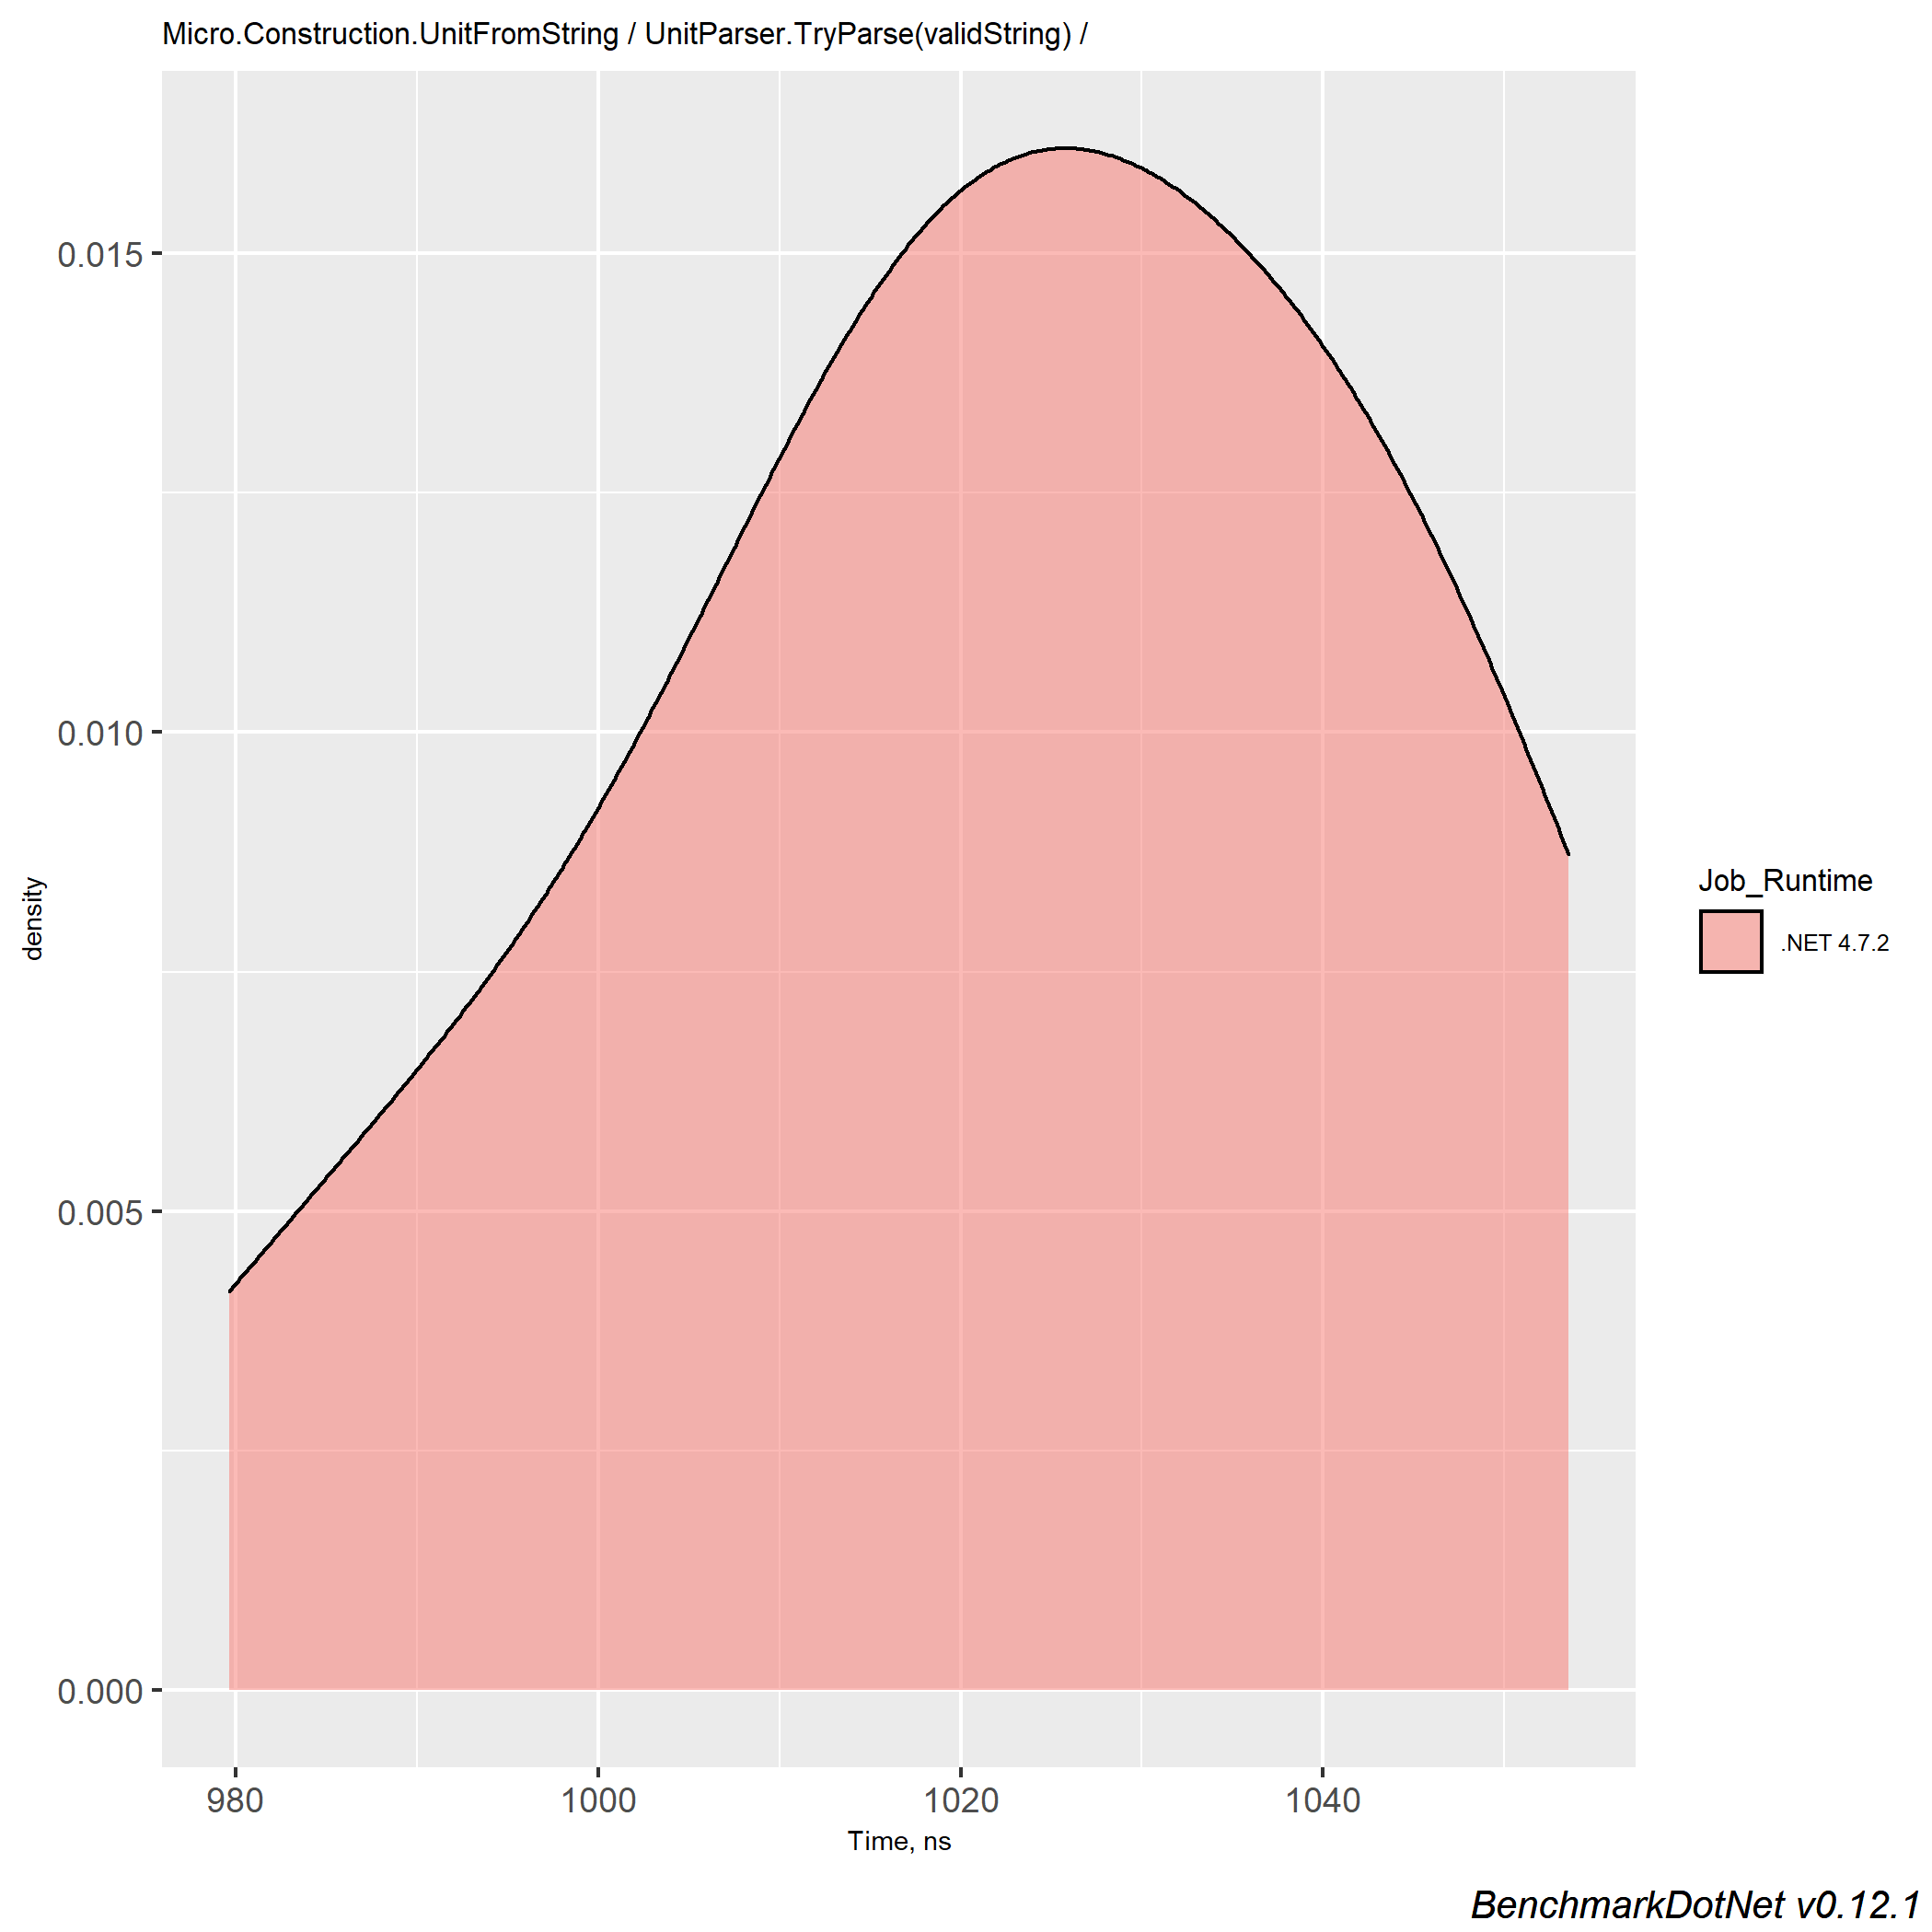 Micro.Construction.UnitFromString / UnitParser.TryParse(validString) /
0.015
0.010
0.005
0.000
density
980 1000 1020 1040
Time, ns
Job_Runtime
.NET 4.7.2
BenchmarkDotNet v0.12.1